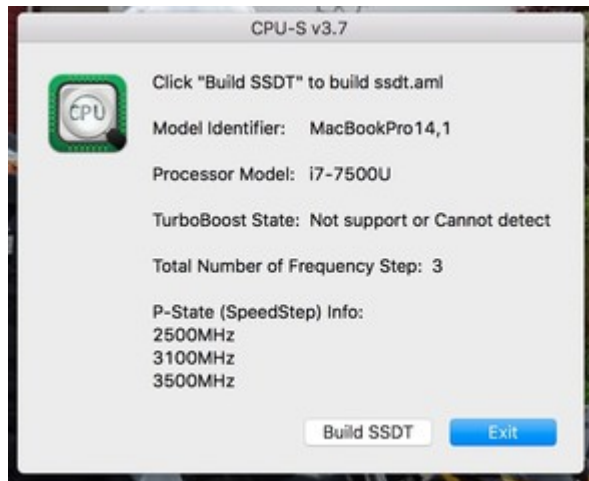 CPU-S v3.7
Click "Build SSDT" to build ssdt.aml
CPU
Model Identifier: MacBookPro14,1
Processor Model: i7-7500U
TurboBoost State: Not support or Cannot detect
Total Number of Frequency Step: 3
P-State (SpeedStep) Info:
2500MHz
3100MHz
3500MHz
Build SSDT Exit